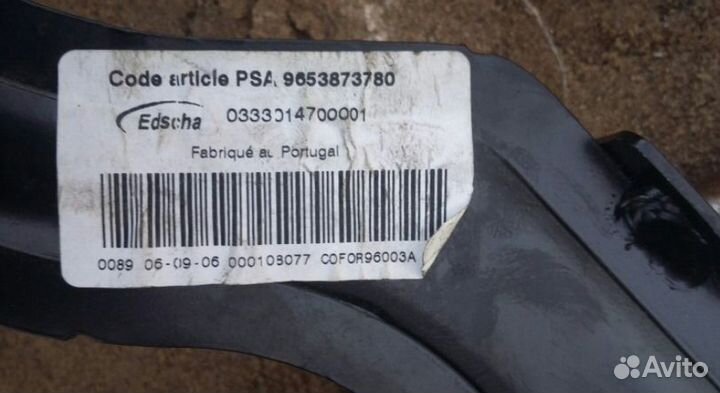 Code article PSA 9653873780
Edscha 0333014700001
Fabriqué au Portugal
0089 06-09-06 000108077 C0F0R96003A
Avito